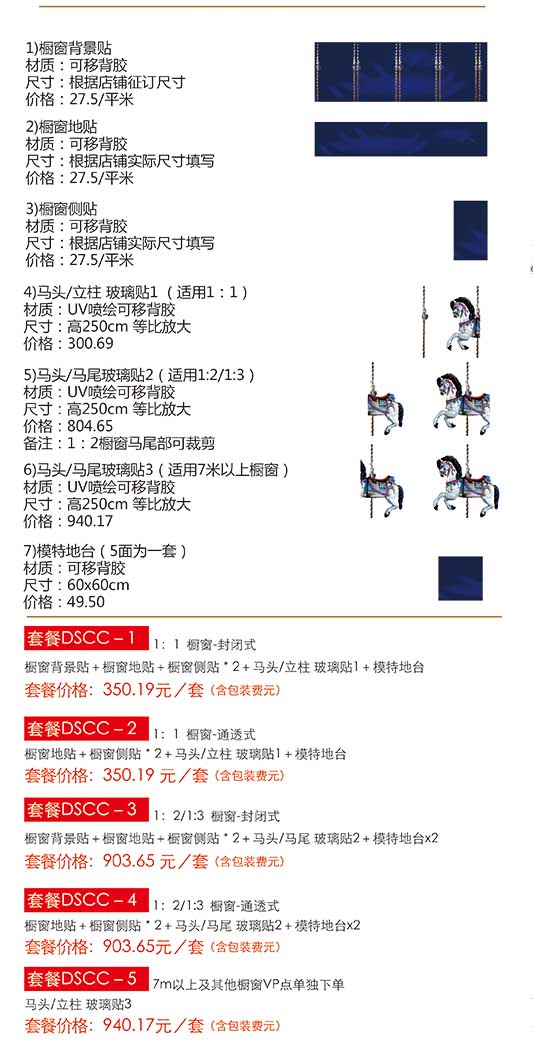 1)橱窗背景贴
材质：可移背胶
尺寸：根据店铺征订尺寸
价格：27.5/平米
2)橱窗地贴
材质：可移背胶
尺寸：根据店铺实际尺寸填写
价格：27.5/平米
3)橱窗侧贴
材质：可移背胶
尺寸：根据店铺实际尺寸填写
价格：27.5/平米
4)马头/立柱 玻璃贴1 （适用1：1）
材质：UV喷绘可移背胶
尺寸：高250cm 等比放大
价格：300.69
5)马头/马尾玻璃贴2（适用1:2/1:3）
材质：UV喷绘可移背胶
尺寸：高250cm 等比放大
价格：804.65
备注：1：2橱窗马尾部可裁剪
6)马头/马尾玻璃贴3（适用7米以上橱窗）
材质：UV喷绘可移背胶
尺寸：高250cm 等比放大
价格：940.17
7)模特地台（5面为一套）
材质：可移背胶
尺寸：60x60cm
价格：49.50
套餐DSCC – 1 1：1 橱窗-封闭式
橱窗背景贴＋橱窗地贴＋橱窗侧贴 * 2＋马头/立柱 玻璃贴1＋模特地台
套餐价格：350.19元／套（含包装费元）
套餐DSCC – 2 1：1 橱窗-通透式
橱窗地贴＋橱窗侧贴 * 2＋马头/立柱 玻璃贴1＋模特地台
套餐价格：350.19 元／套（含包装费元）
套餐DSCC – 3 1：2/1:3 橱窗-封闭式
橱窗背景贴＋橱窗地贴＋橱窗侧贴 * 2＋马头/马尾 玻璃贴2＋模特地台x2
套餐价格：903.65 元／套（含包装费元）
套餐DSCC – 4 1：2/1:3 橱窗-通透式
橱窗地贴＋橱窗侧贴 * 2＋马头/马尾 玻璃贴2＋模特地台x2
套餐价格：903.65元／套（含包装费元）
套餐DSCC – 5 7m以上及其他橱窗VP点单独下单
马头/立柱 玻璃贴3
套餐价格：940.17元／套（含包装费元）